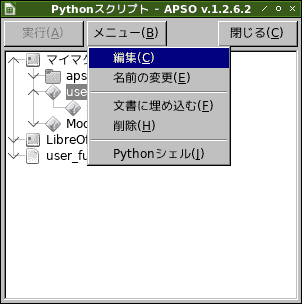 Pythonスクリプト - APSO v.1.2.6.2
実行(A) メニュー(B) 閉じる(C)
マイマク
編集(C)
aps
名前の変更(E)
use
文書に埋め込む(F)
削除(H)
Mod
LibreOf
Pythonシェル(J)
user_fu